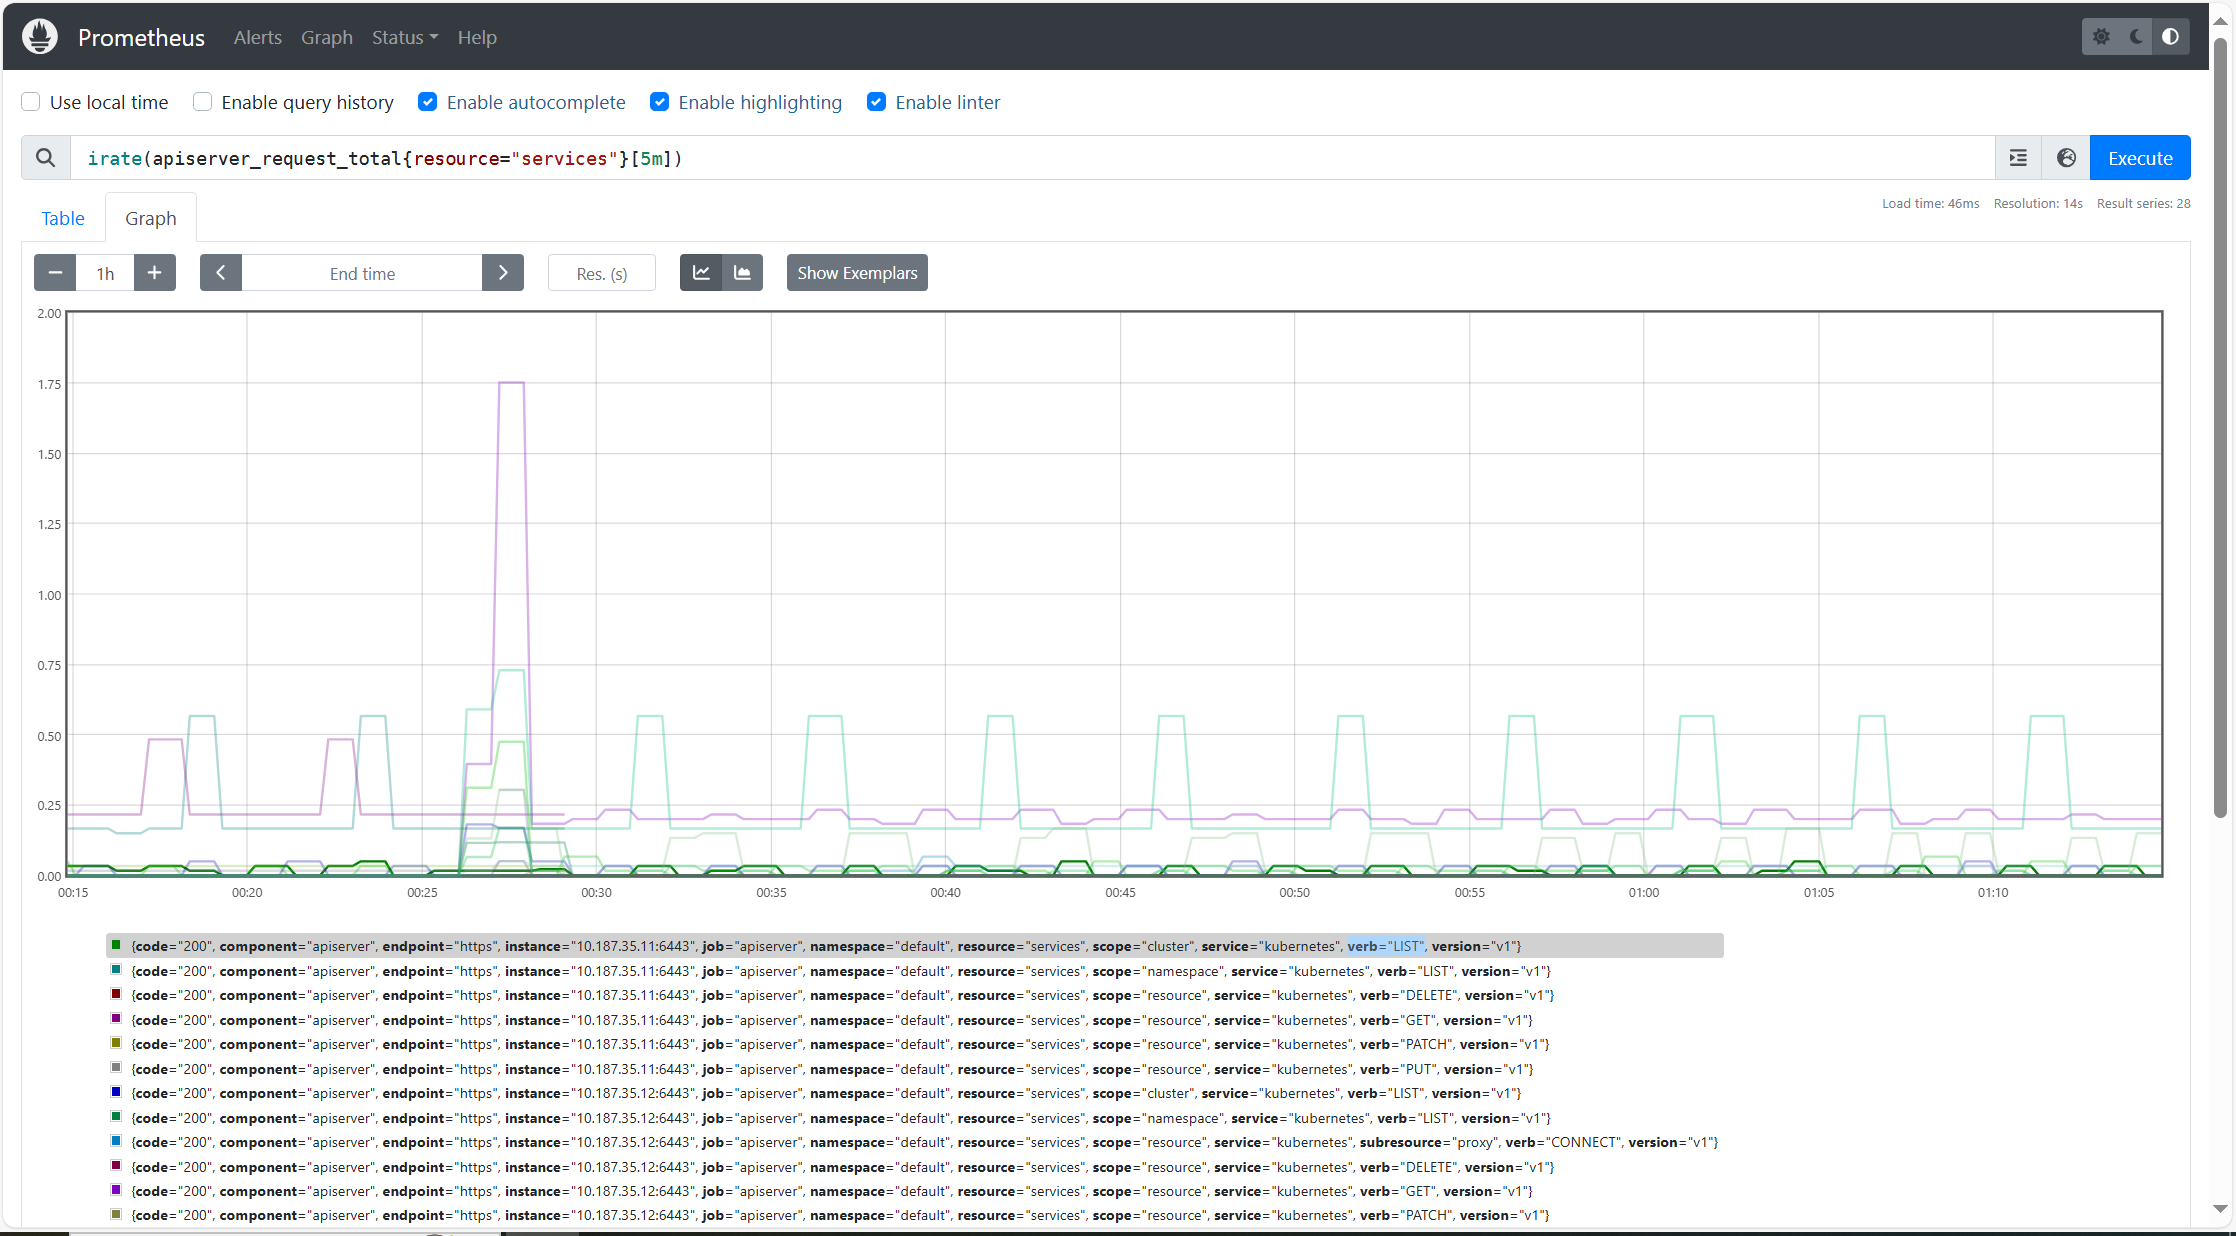 Prometheus Alerts Graph Status Help
Use local time Enable query history Enable autocomplete Enable highlighting Enable linter
irate(apiserver_request_total{resource="services"}[5m])
Execute
Table Graph
Load time: 46ms Resolution: 14s Result series: 28
1h End time Res. (s) Show Exemplars
2.00
1.75
1.50
1.25
1.00
0.75
0.50
0.25
0.00
00:15 00:20 00:25 00:30 00:35 00:40 00:45 00:50 00:55 01:00 01:05 01:10
{code="200", component="apiserver", endpoint="https", instance="10.187.35.11:6443", job="apiserver", namespace="default", resource="services", scope="cluster", service="kubernetes", verb="LIST", version="v1"}
{code="200", component="apiserver", endpoint="https", instance="10.187.35.11:6443", job="apiserver", namespace="default", resource="services", scope="namespace", service="kubernetes", verb="LIST", version="v1"}
{code="200", component="apiserver", endpoint="https", instance="10.187.35.11:6443", job="apiserver", namespace="default", resource="services", scope="resource", service="kubernetes", verb="DELETE", version="v1"}
{code="200", component="apiserver", endpoint="https", instance="10.187.35.11:6443", job="apiserver", namespace="default", resource="services", scope="resource", service="kubernetes", verb="GET", version="v1"}
{code="200", component="apiserver", endpoint="https", instance="10.187.35.11:6443", job="apiserver", namespace="default", resource="services", scope="resource", service="kubernetes", verb="PATCH", version="v1"}
{code="200", component="apiserver", endpoint="https", instance="10.187.35.11:6443", job="apiserver", namespace="default", resource="services", scope="resource", service="kubernetes", verb="PUT", version="v1"}
{code="200", component="apiserver", endpoint="https", instance="10.187.35.12:6443", job="apiserver", namespace="default", resource="services", scope="cluster", service="kubernetes", verb="LIST", version="v1"}
{code="200", component="apiserver", endpoint="https", instance="10.187.35.12:6443", job="apiserver", namespace="default", resource="services", scope="namespace", service="kubernetes", verb="LIST", version="v1"}
{code="200", component="apiserver", endpoint="https", instance="10.187.35.12:6443", job="apiserver", namespace="default", resource="services", scope="resource", service="kubernetes", subresource="proxy", verb="CONNECT", version="v1"}
{code="200", component="apiserver", endpoint="https", instance="10.187.35.12:6443", job="apiserver", namespace="default", resource="services", scope="resource", service="kubernetes", verb="DELETE", version="v1"}
{code="200", component="apiserver", endpoint="https", instance="10.187.35.12:6443", job="apiserver", namespace="default", resource="services", scope="resource", service="kubernetes", verb="GET", version="v1"}
{code="200", component="apiserver", endpoint="https", instance="10.187.35.12:6443", job="apiserver", namespace="default", resource="services", scope="resource", service="kubernetes", verb="PATCH", version="v1"}